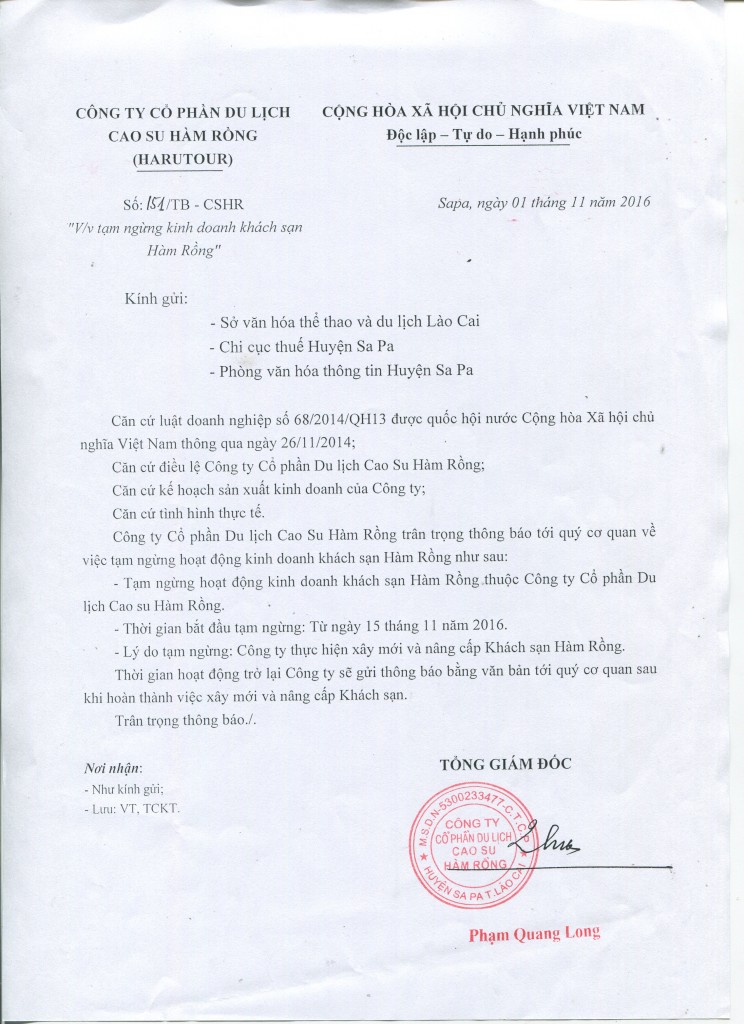 CÔNG TY CỔ PHẦN DU LỊCH
CAO SU HÀM RỒNG
(HARUTOUR)
CỘNG HÒA XÃ HỘI CHỦ NGHĨA VIỆT NAM
Độc lập – Tự do – Hạnh phúc
Số: 151/TB - CSHR
"V/v tạm ngừng kinh doanh khách sạn
Hàm Rồng"
Sapa, ngày 01 tháng 11 năm 2016
Kính gửi:
- Sở văn hóa thể thao và du lịch Lào Cai
- Chi cục thuế Huyện Sa Pa
- Phòng văn hóa thông tin Huyện Sa Pa
Căn cứ luật doanh nghiệp số 68/2014/QH13 được quốc hội nước Cộng hòa Xã hội chủ
nghĩa Việt Nam thông qua ngày 26/11/2014;
Căn cứ điều lệ Công ty Cổ phần Du lịch Cao Su Hàm Rồng;
Căn cứ kế hoạch sản xuất kinh doanh của Công ty;
Căn cứ tình hình thực tế.
Công ty Cổ phần Du lịch Cao Su Hàm Rồng trân trọng thông báo tới quý cơ quan về
việc tạm ngừng hoạt động kinh doanh khách sạn Hàm Rồng như sau:
- Tạm ngừng hoạt động kinh doanh khách sạn Hàm Rồng thuộc Công ty Cổ phần Du
lịch Cao su Hàm Rồng.
- Thời gian bắt đầu tạm ngừng: Từ ngày 15 tháng 11 năm 2016.
- Lý do tạm ngừng: Công ty thực hiện xây mới và nâng cấp Khách sạn Hàm Rồng.
Thời gian hoạt động trở lại Công ty sẽ gửi thông báo bằng văn bản tới quý cơ quan sau
khi hoàn thành việc xây mới và nâng cấp Khách sạn.
Trân trọng thông báo./.
Nơi nhận:
- Như kính gửi;
- Lưu: VT, TCKT.
TỔNG GIÁM ĐỐC
M.S.D.N-5300233477-C.T.C.P
CÔNG TY
CỔ PHẦN DU LỊCH
CAO SU
HÀM RỒNG
HUYỆN SA PA T.LÀO CAI
Phạm Quang Long